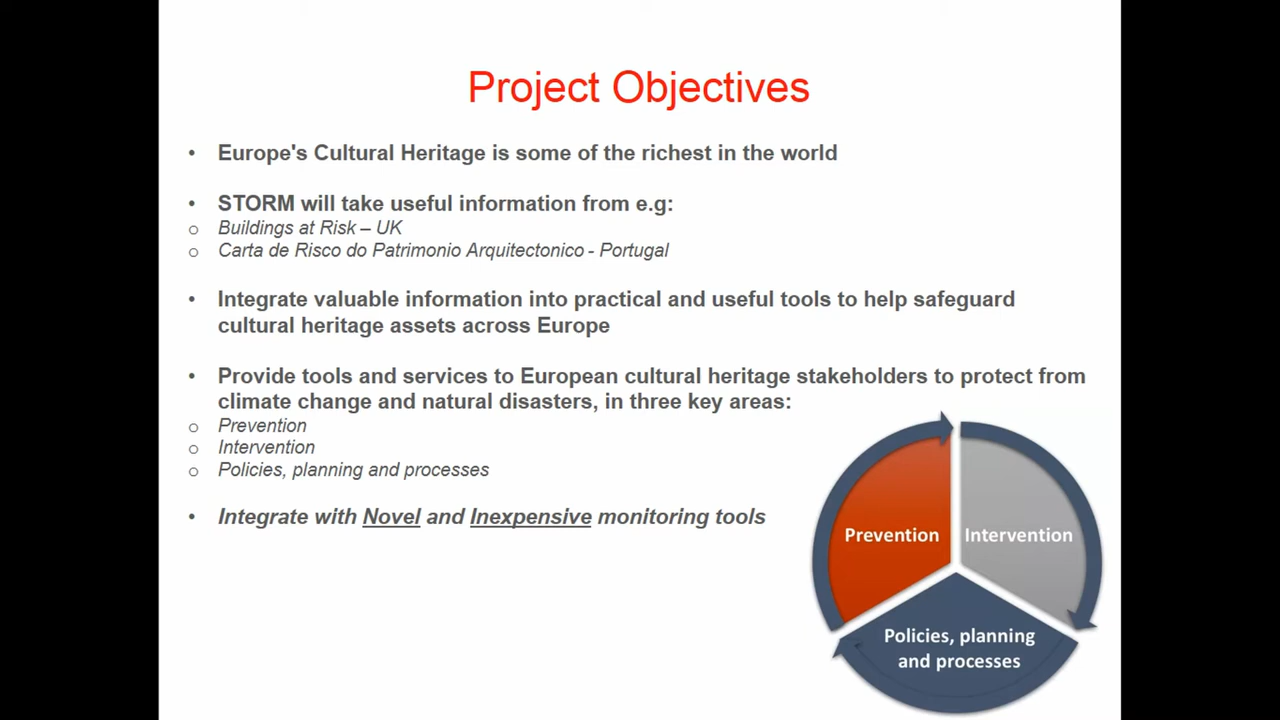 Project Objectives
• Europe's Cultural Heritage is some of the richest in the world
• STORM will take useful information from e.g:
o Buildings at Risk – UK
o Carta de Risco do Patrimonio Arquitectonico - Portugal
• Integrate valuable information into practical and useful tools to help safeguard
cultural heritage assets across Europe
• Provide tools and services to European cultural heritage stakeholders to protect from
climate change and natural disasters, in three key areas:
o Prevention
o Intervention
o Policies, planning and processes
• Integrate with Novel and Inexpensive monitoring tools
Prevention
Intervention
Policies, planning
and processes